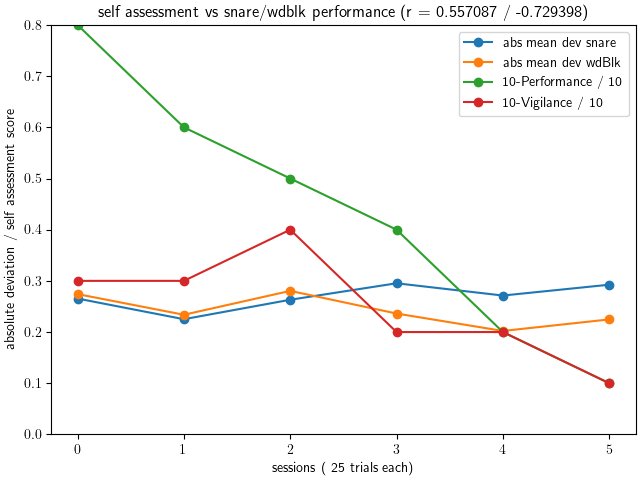 self assessment vs snare/wdblk performance (r = 0.557087 / -0.729398)
abs mean dev snare
abs mean dev wdBlk
10-Performance / 10
10-Vigilance / 10
absolute deviation / self assessment score
0.8
0.7
0.6
0.5
0.4
0.3
0.2
0.1
0.0
0 1 2 3 4 5
sessions ( 25 trials each)